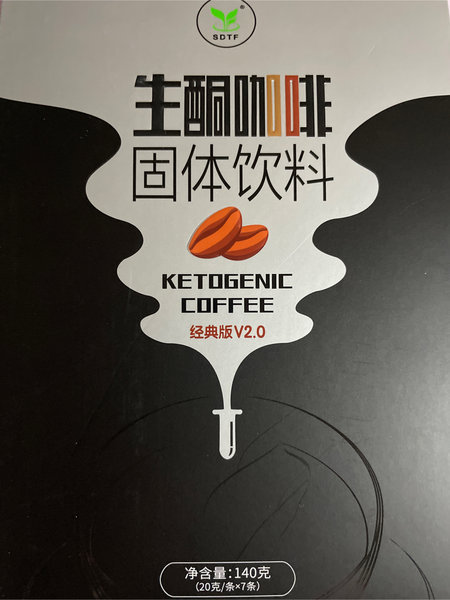 ®
SDTF
生酮咖啡
固体饮料
KETOGENIC
COFFEE
经典版V2.0
净含量:140克
(20克/条×7条)